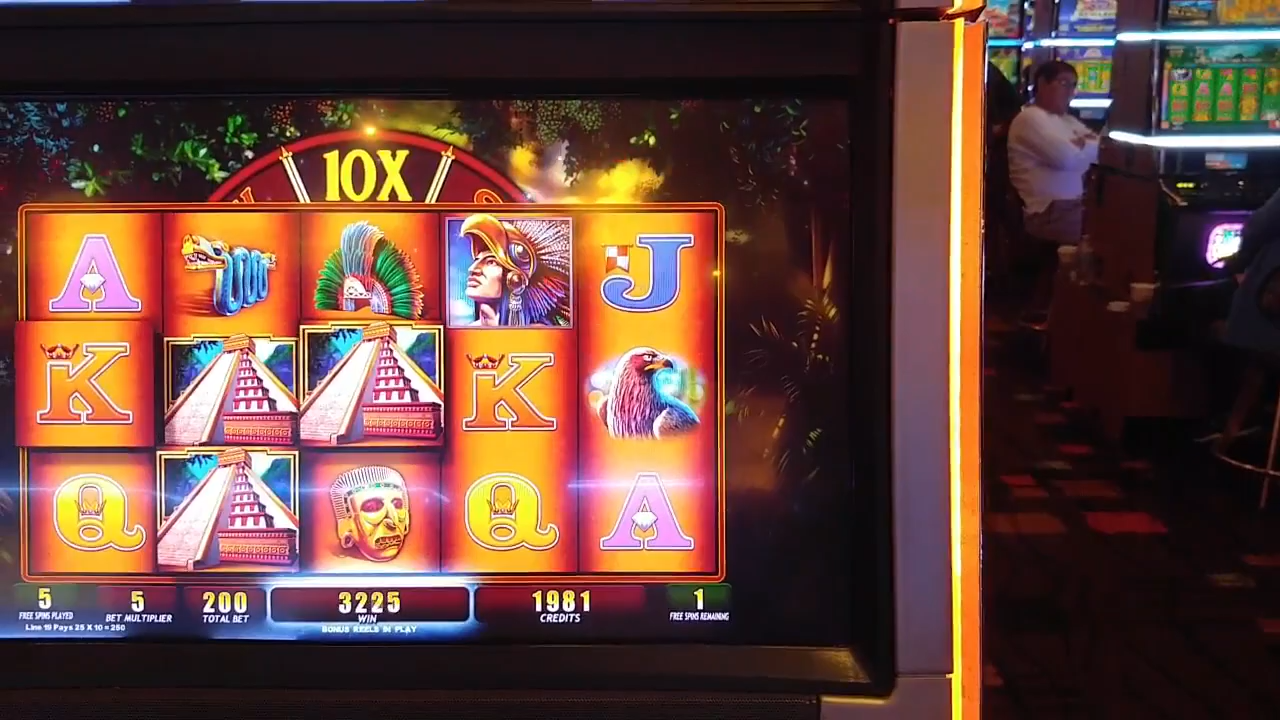 10X
A
J
K
K
Q
Q
A
5
5
200
3225
1981
1
FREE SPINS PLAYED
BET MULTIPLIER
TOTAL BET
WIN
CREDITS
FREE SPINS REMAINING
Line 19 Pays 25 X 10 = 250
BONUS REELS IN PLAY